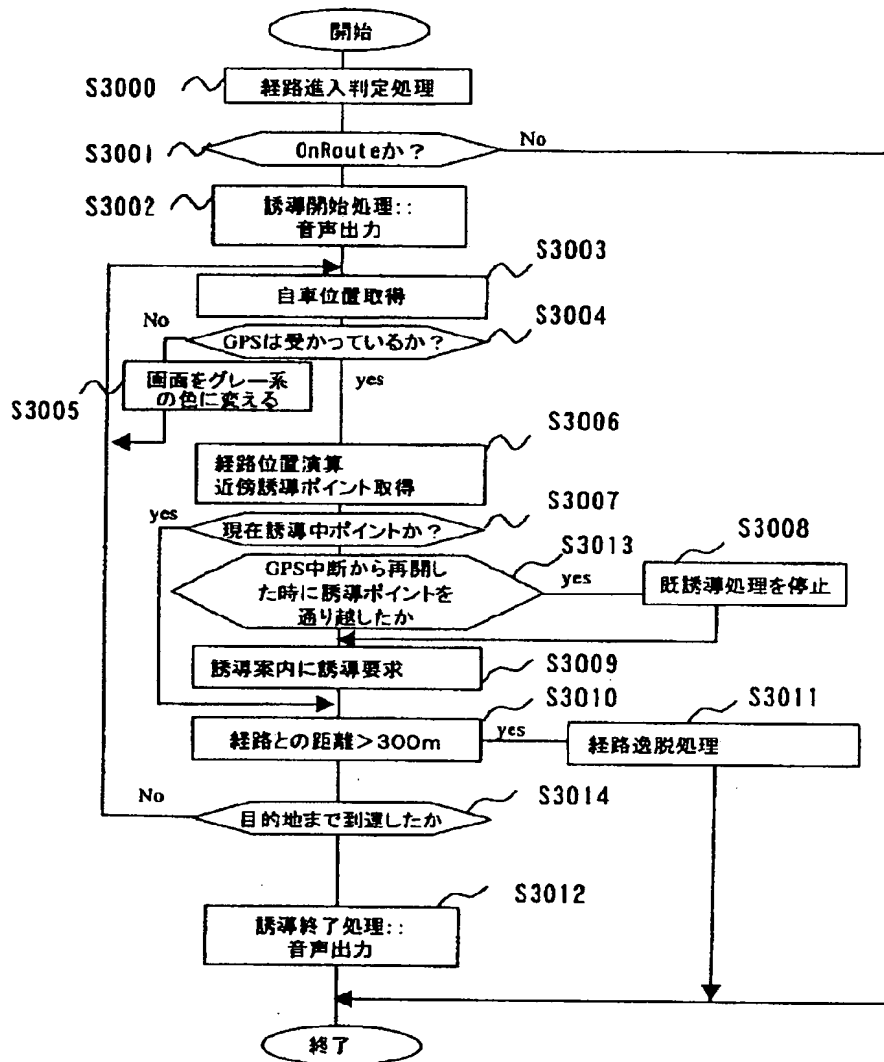 開始
S3000
経路進入判定処理
S3001
OnRouteか?
No
S3002
誘導開始処理::
音声出力
S3003
自車位置取得
No
S3004
GPSは受かっているか?
yes
S3005
画面をグレー系
の色に変える
S3006
経路位置演算
近傍誘導ポイント取得
S3007
yes
現在誘導中ポイントか?
S3013
S3008
GPS中断から再開し
た時に誘導ポイントを
通り越したか
yes
既誘導処理を停止
S3009
誘導案内に誘導要求
S3010
経路との距離>300m
yes
S3011
経路逸脱処理
No
S3014
目的地まで到達したか
S3012
誘導終了処理::
音声出力
終了